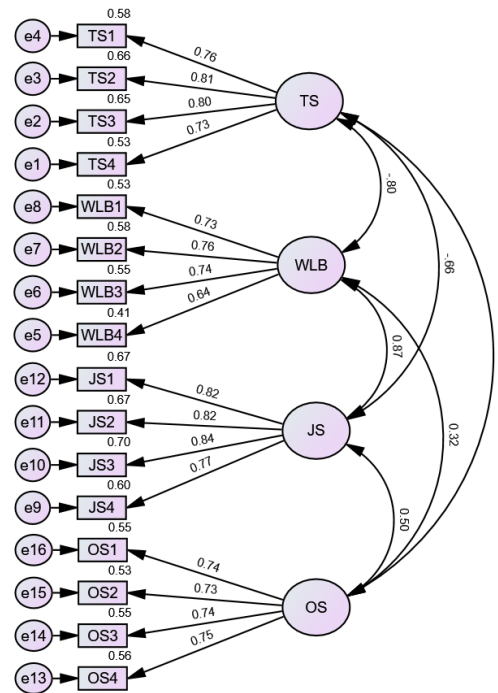 0.58
e4 TS1
0.76
0.66
e3 TS2
0.81
0.65
e2 TS3
0.80
TS
0.53
e1 TS4
0.73
0.53
e8 WLB1
-.80
0.73
0.58
e7 WLB2
0.76
0.55
WLB
-.66
e6 WLB3
0.74
0.41
e5 WLB4
0.64
0.67
0.87
e12 JS1
0.82
0.67
e11 JS2
0.82
0.70
JS
0.32
e10 JS3
0.84
0.60
e9 JS4
0.77
0.55
0.50
e16 OS1
0.74
0.53
e15 OS2
0.73
0.55
OS
e14 OS3
0.74
0.56
e13 OS4
0.75